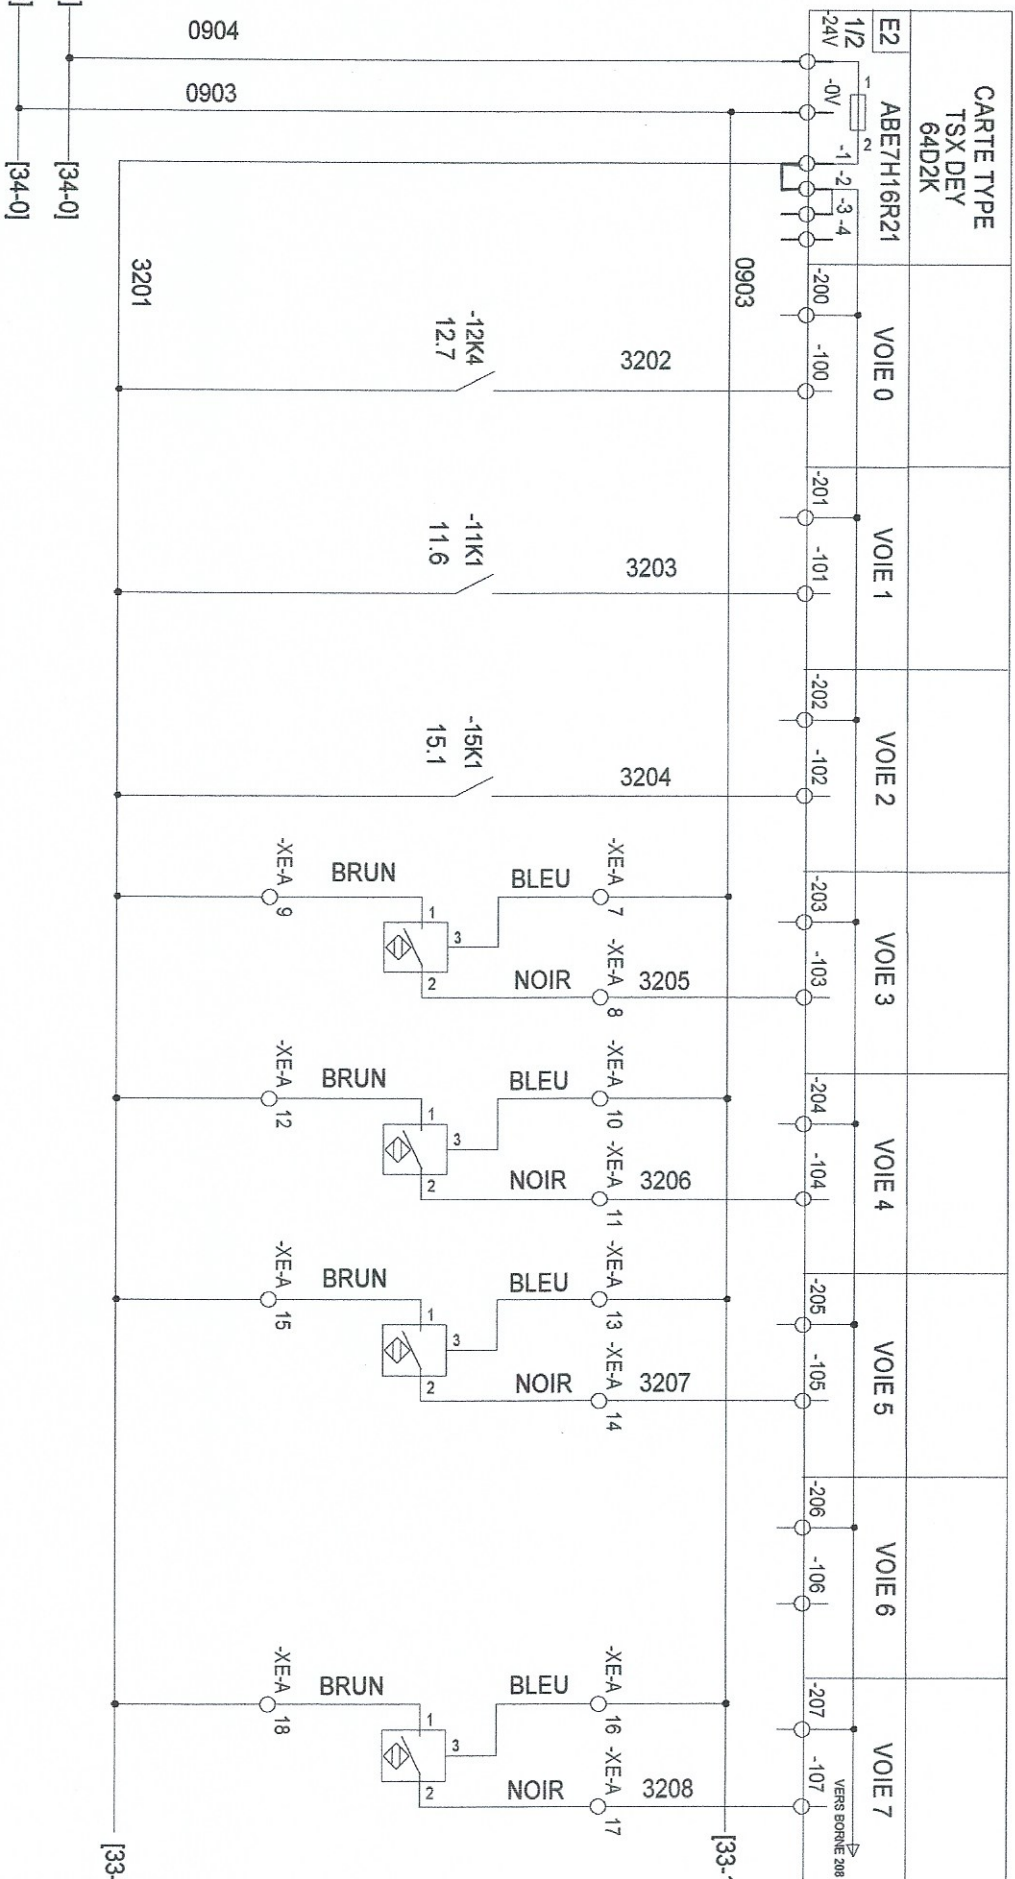 CARTE TYPE
TSX DEY
64D2K
E2
ABE7H16R21
1/2
-24V
-0V
1
2
-1
-2
-3
-4
VOIE 0
-200
-100
VOIE 1
-201
-101
VOIE 2
-202
-102
VOIE 3
-203
-103
VOIE 4
-204
-104
VOIE 5
-205
-105
VOIE 6
-206
-106
VOIE 7
-207
-107
VERS BORNE 208
0904
0903
[34-0]
[34-0]
0903
3201
3202
-12K4
12.7
3203
-11K1
11.6
3204
-15K1
15.1
-XE-A
7
BLEU
-XE-A
8
3205
NOIR
1
3
2
BRUN
-XE-A
9
-XE-A
10
BLEU
-XE-A
11
3206
NOIR
1
3
2
BRUN
-XE-A
12
-XE-A
13
BLEU
-XE-A
14
3207
NOIR
1
3
2
BRUN
-XE-A
15
-XE-A
16
BLEU
-XE-A
17
3208
NOIR
1
3
2
BRUN
-XE-A
18
[33-
[33-